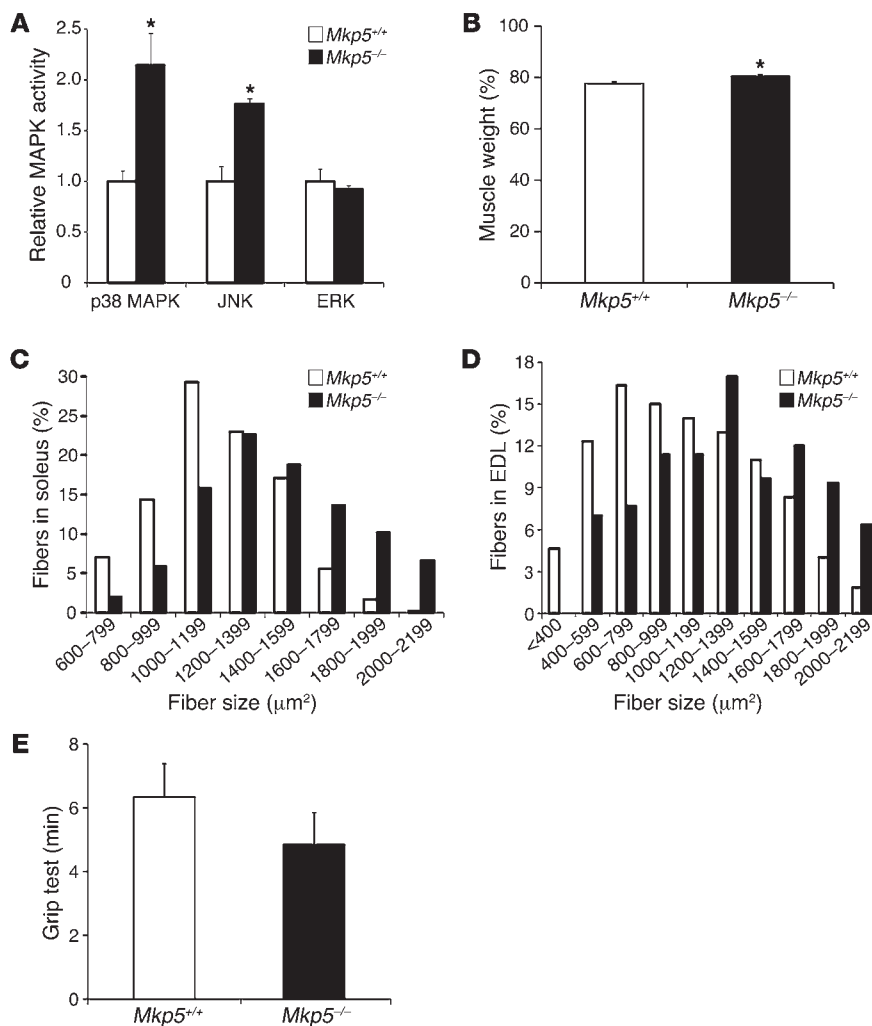 A
Relative MAPK activity
2.5
2.0
1.5
1.0
0.5
0
*
*
Mkp5+/+
Mkp5–/–
p38 MAPK JNK ERK
B
Muscle weight (%)
100
80
60
40
20
0
*
Mkp5+/+ Mkp5–/–
C
Fibers in soleus (%)
30
25
20
15
10
5
0
Mkp5+/+
Mkp5–/–
600–799
800–999
1000–1199
1200–1399
1400–1599
1600–1799
1800–1999
2000–2199
Fiber size (μm²)
D
Fibers in EDL (%)
18
15
12
9
6
3
0
Mkp5+/+
Mkp5–/–
<400
400–599
600–799
800–999
1000–1199
1200–1399
1400–1599
1600–1799
1800–1999
2000–2199
Fiber size (μm²)
E
Grip test (min)
8
6
4
2
0
Mkp5+/+ Mkp5–/–